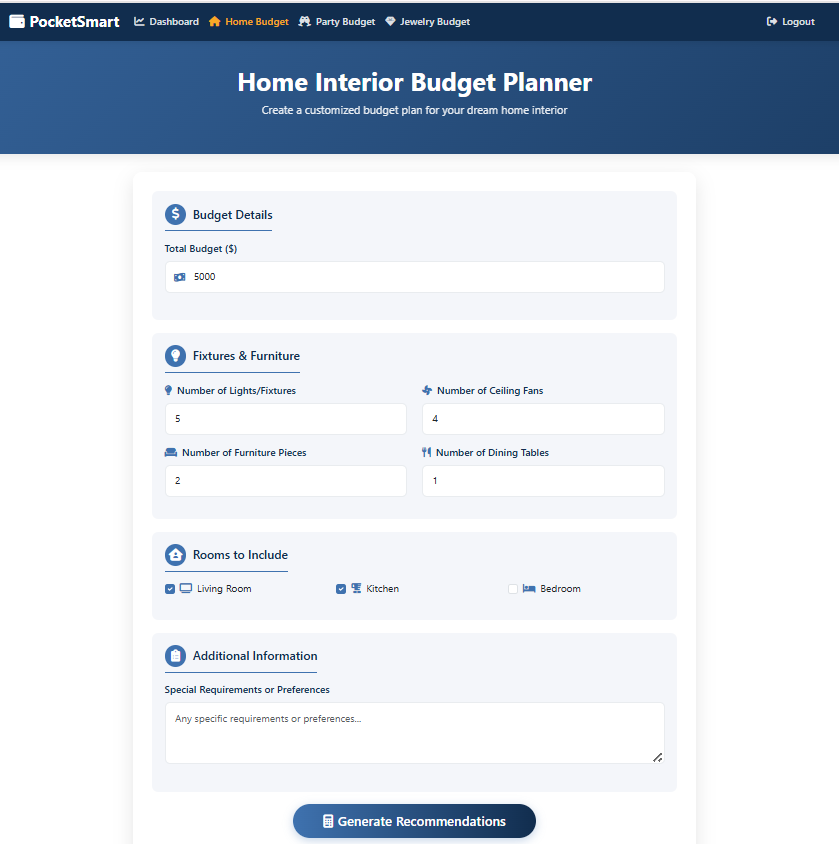 PocketSmart Dashboard Home Budget Party Budget Jewelry Budget Logout
Home Interior Budget Planner
Create a customized budget plan for your dream home interior
Budget Details
Total Budget ($)
5000
Fixtures & Furniture
Number of Lights/Fixtures Number of Ceiling Fans
5 4
Number of Furniture Pieces Number of Dining Tables
2 1
Rooms to Include
Living Room Kitchen Bedroom
Additional Information
Special Requirements or Preferences
Any specific requirements or preferences...
Generate Recommendations